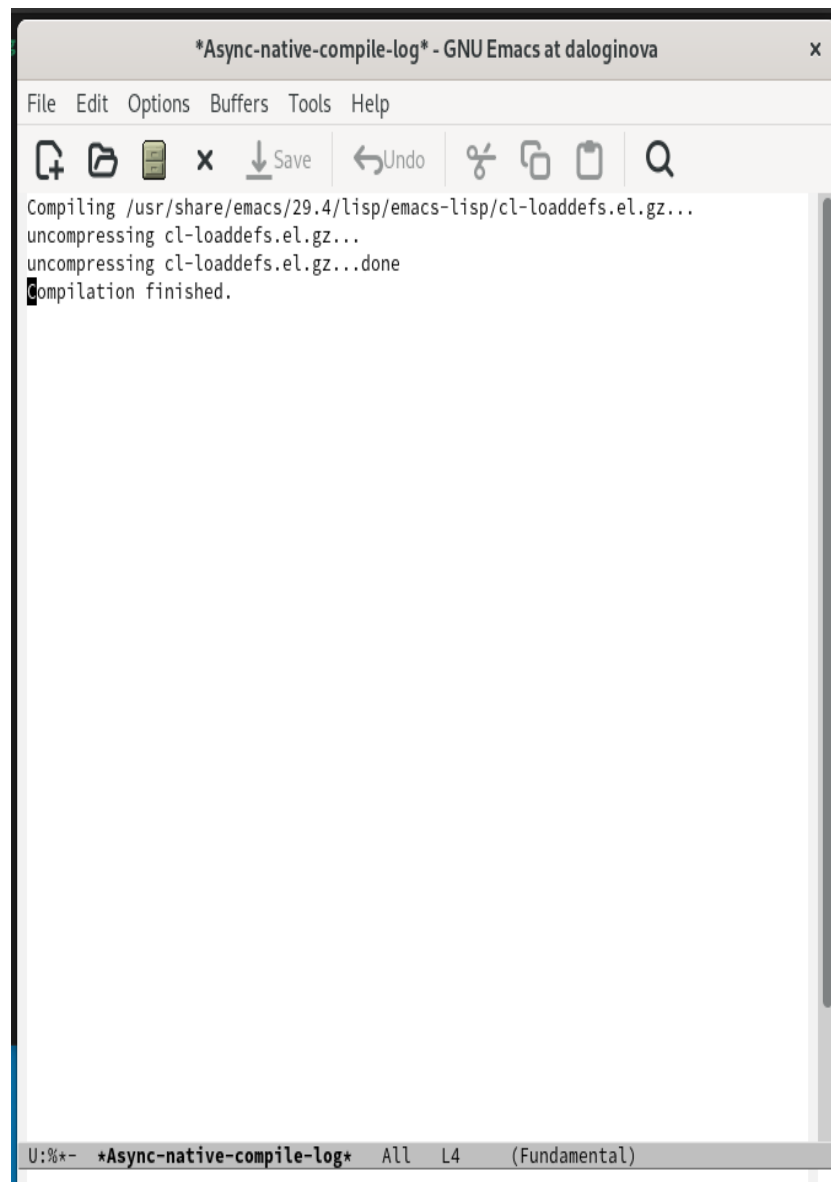 *Async-native-compile-log* - GNU Emacs at daloginova
File Edit Options Buffers Tools Help
Save Undo
Compiling /usr/share/emacs/29.4/lisp/emacs-lisp/cl-loaddefs.el.gz...
uncompressing cl-loaddefs.el.gz...
uncompressing cl-loaddefs.el.gz...done
Compilation finished.
U:%*- *Async-native-compile-log* All L4 (Fundamental)